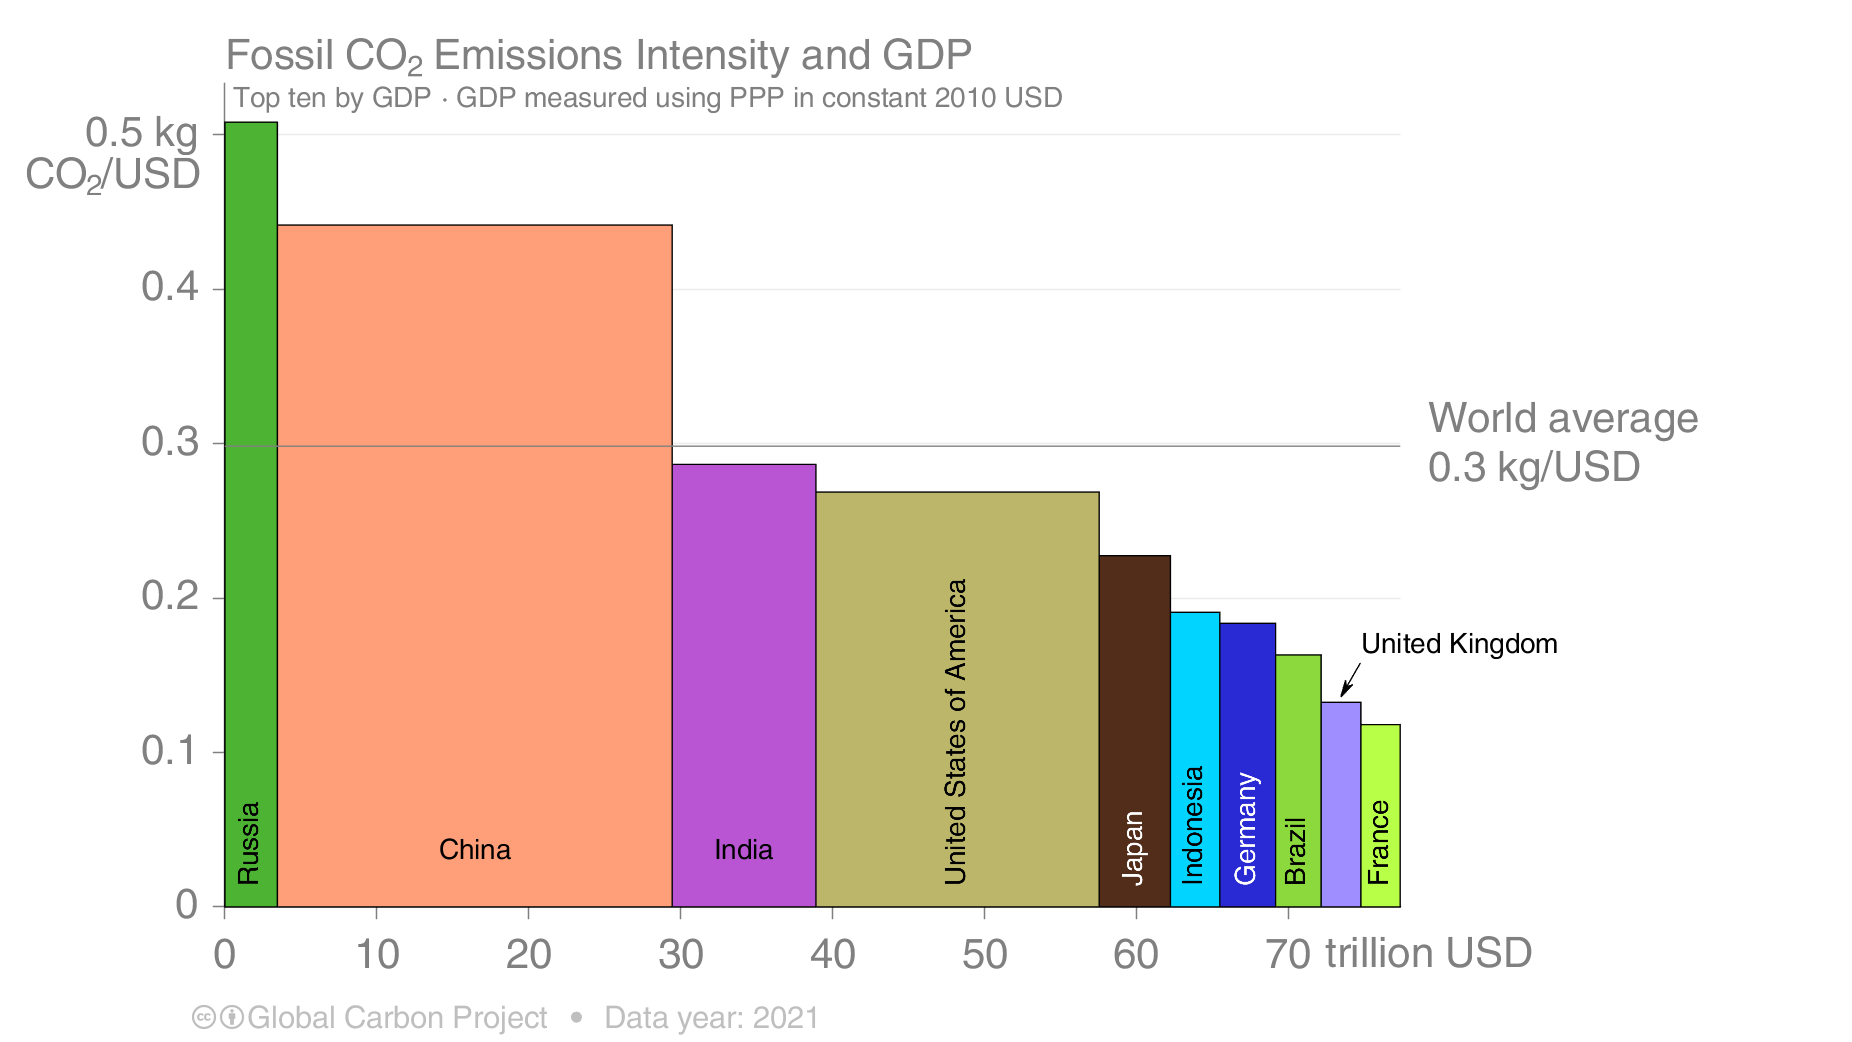 Fossil CO₂ Emissions Intensity and GDP
Top ten by GDP · GDP measured using PPP in constant 2010 USD
0.5 kg
CO₂/USD
0.4
0.3
0.2
0.1
0
World average
0.3 kg/USD
United Kingdom
Russia
China
India
United States of America
Japan
Indonesia
Germany
Brazil
France
0 10 20 30 40 50 60 70 trillion USD
cc Global Carbon Project • Data year: 2021